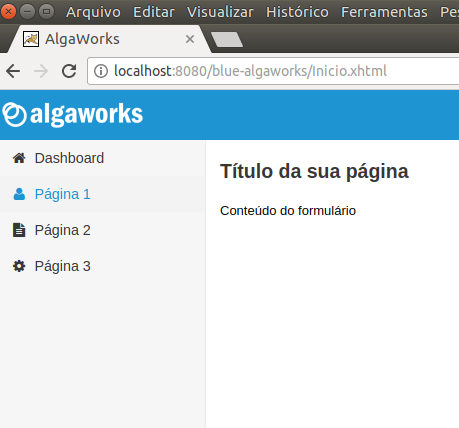 Arquivo Editar Visualizar Histórico Ferramentas Pes
AlgaWorks
localhost:8080/blue-algaworks/Inicio.xhtml
algaworks
Dashboard
Página 1
Página 2
Página 3
Título da sua página
Conteúdo do formulário